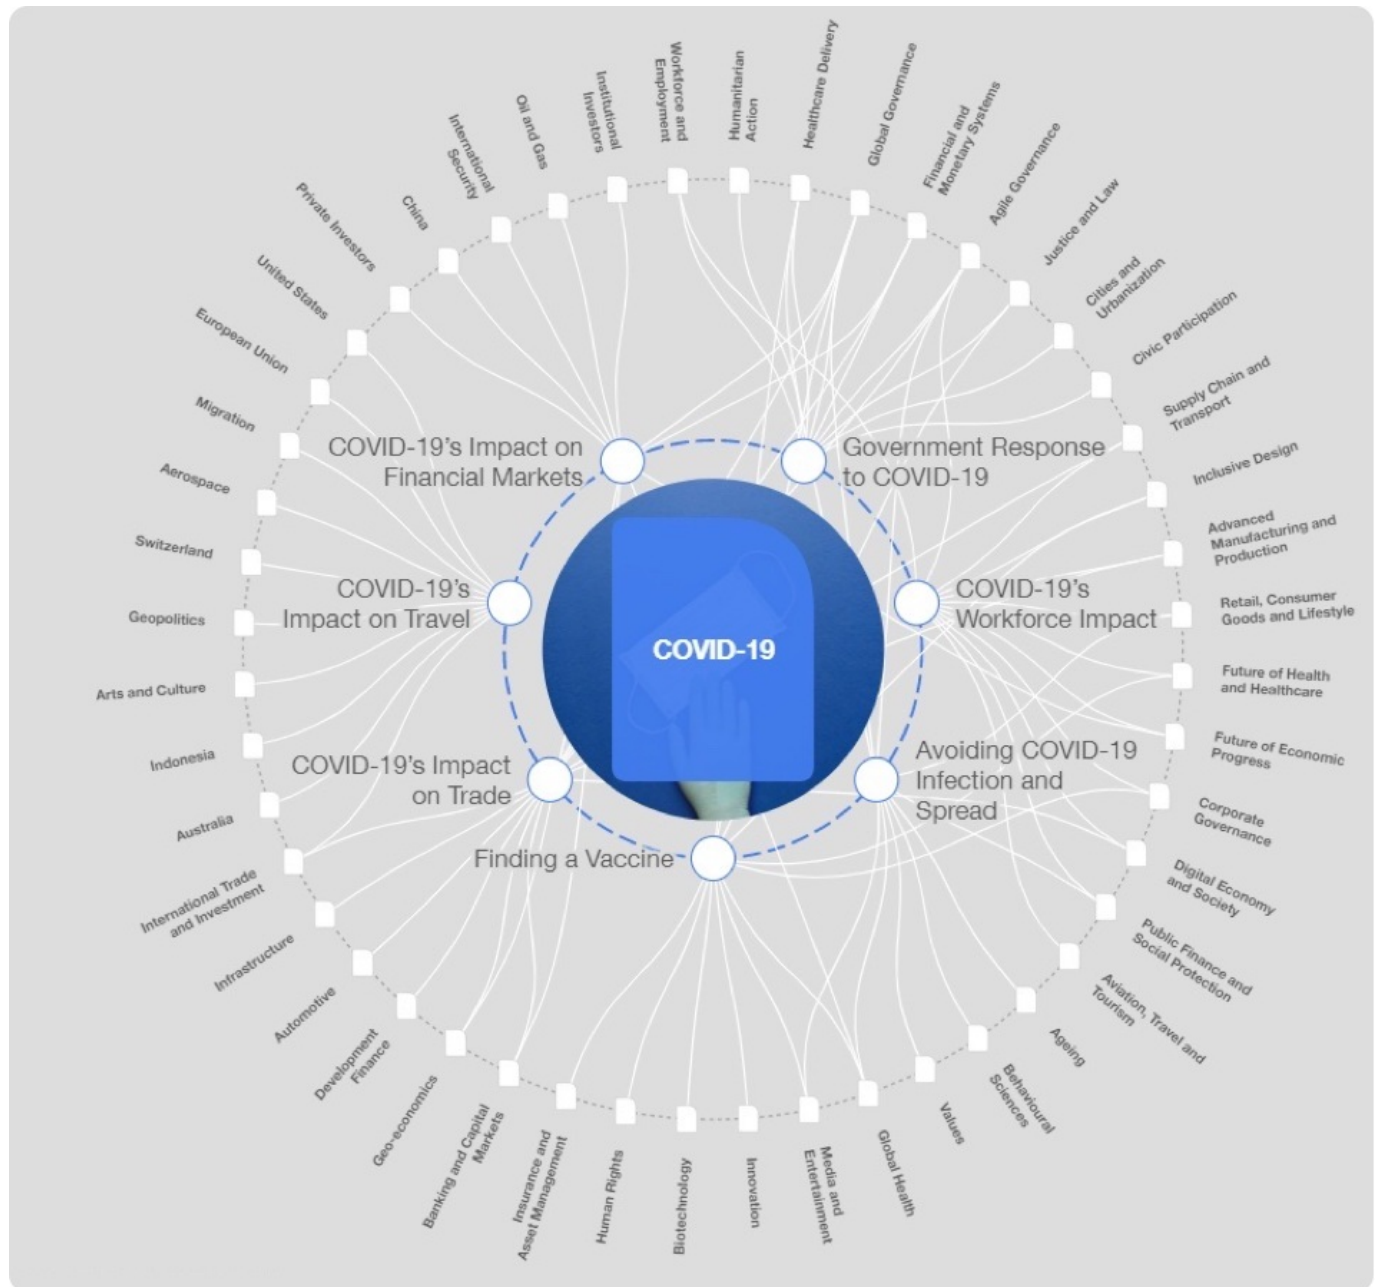 COVID-19
COVID-19's Impact on
Financial Markets
Government Response
to COVID-19
COVID-19's
Workforce Impact
Avoiding COVID-19
Infection and
Spread
Finding a Vaccine
COVID-19's Impact
on Trade
COVID-19's
Impact on Travel
Workforce and
Employment
Humanitarian
Action
Healthcare Delivery
Global Governance
Financial and
Monetary Systems
Agile Governance
Justice and Law
Cities and
Urbanization
Civic Participation
Supply Chain and
Transport
Inclusive Design
Advanced
Manufacturing and
Production
Retail, Consumer
Goods and Lifestyle
Future of Health
and Healthcare
Future of Economic
Progress
Corporate
Governance
Digital Economy
and Society
Public Finance and
Social Protection
Aviation, Travel and
Tourism
Ageing
Behavioural
Sciences
Values
Global Health
Media and
Entertainment
Innovation
Biotechnology
Human Rights
Insurance and
Asset Management
Banking and Capital
Markets
Geo-economics
Development
Finance
Automotive
Infrastructure
International Trade
and Investment
Australia
Indonesia
Arts and Culture
Geopolitics
Switzerland
Aerospace
Migration
European Union
United States
Private Investors
China
International
Security
Oil and Gas
Institutional
Investors